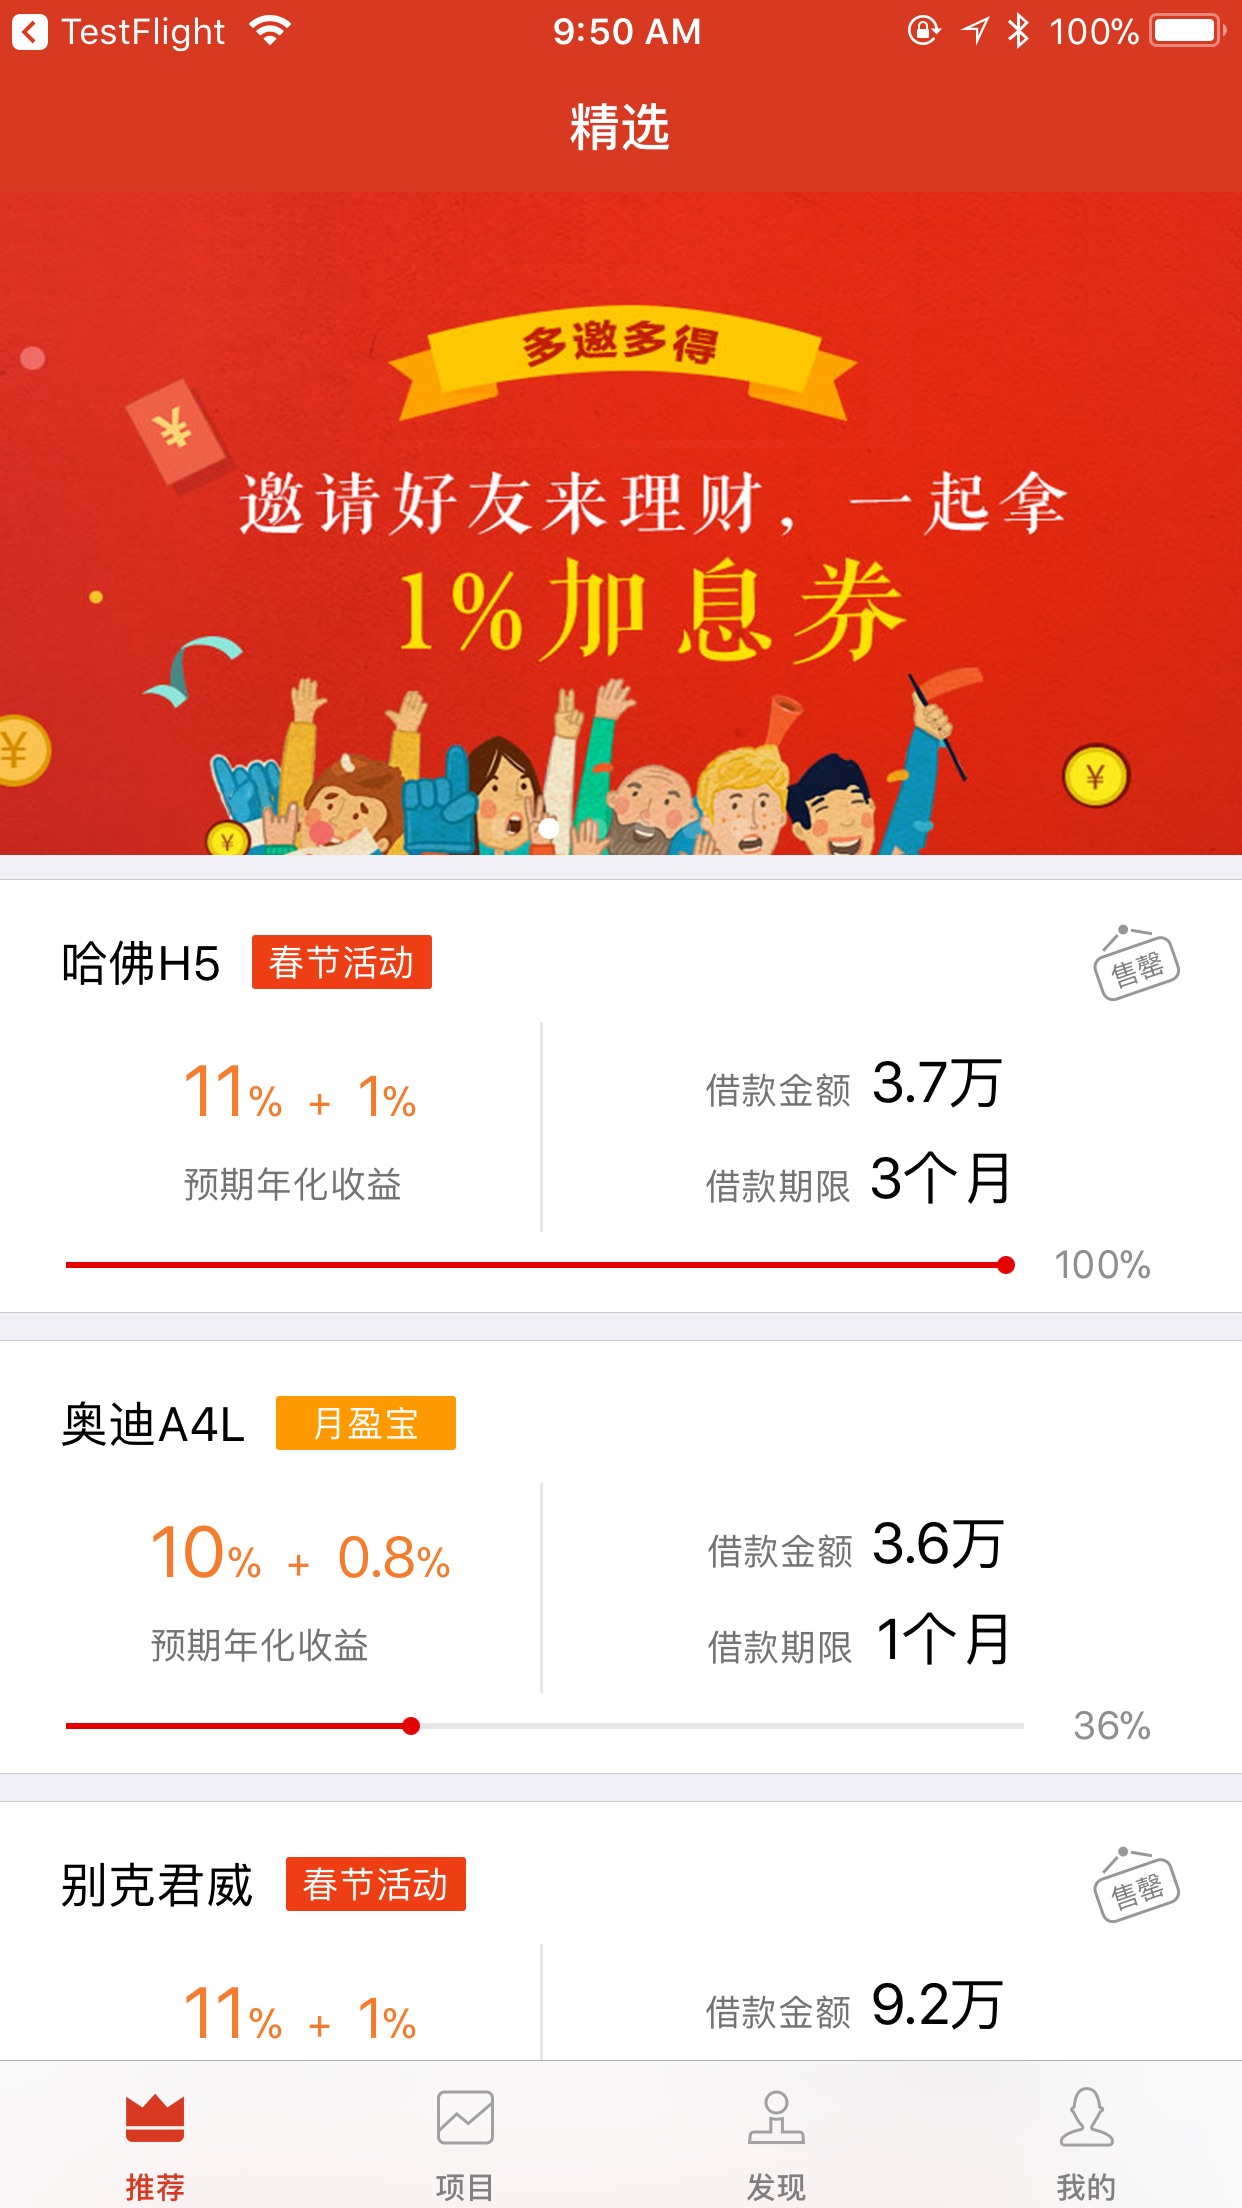 TestFlight 9:50 AM 100%
精选
多邀多得
¥
邀请好友来理财，一起拿
1%加息券
¥
¥
¥
哈佛H5 春节活动 售罄
11% + 1% 借款金额 3.7万
预期年化收益 借款期限 3个月
100%
奥迪A4L 月盈宝
10% + 0.8% 借款金额 3.6万
预期年化收益 借款期限 1个月
36%
别克君威 春节活动 售罄
11% + 1% 借款金额 9.2万
推荐 项目 发现 我的